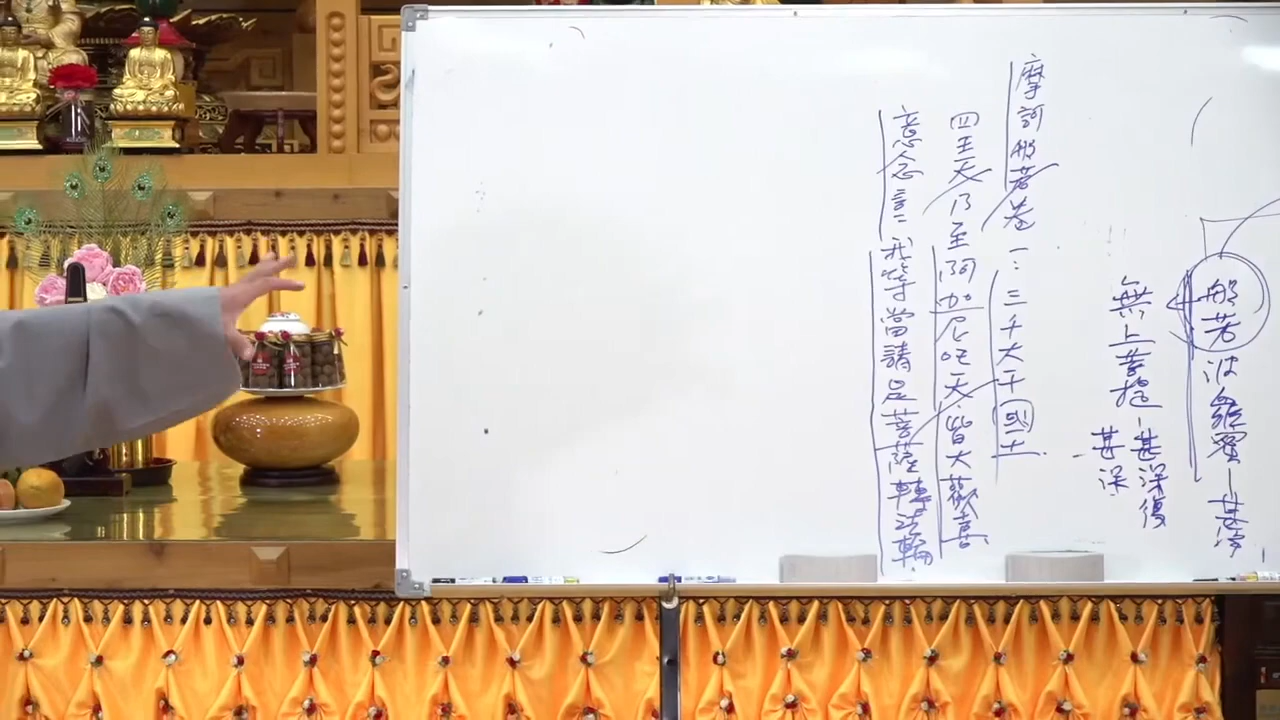 般若波羅蜜-甚深
無上菩提-甚深復
甚深
摩訶般若卷一:三千大千國土.
四王天乃至阿加尼吒天皆大歡喜
意念言:我等當請是菩薩轉法輪.